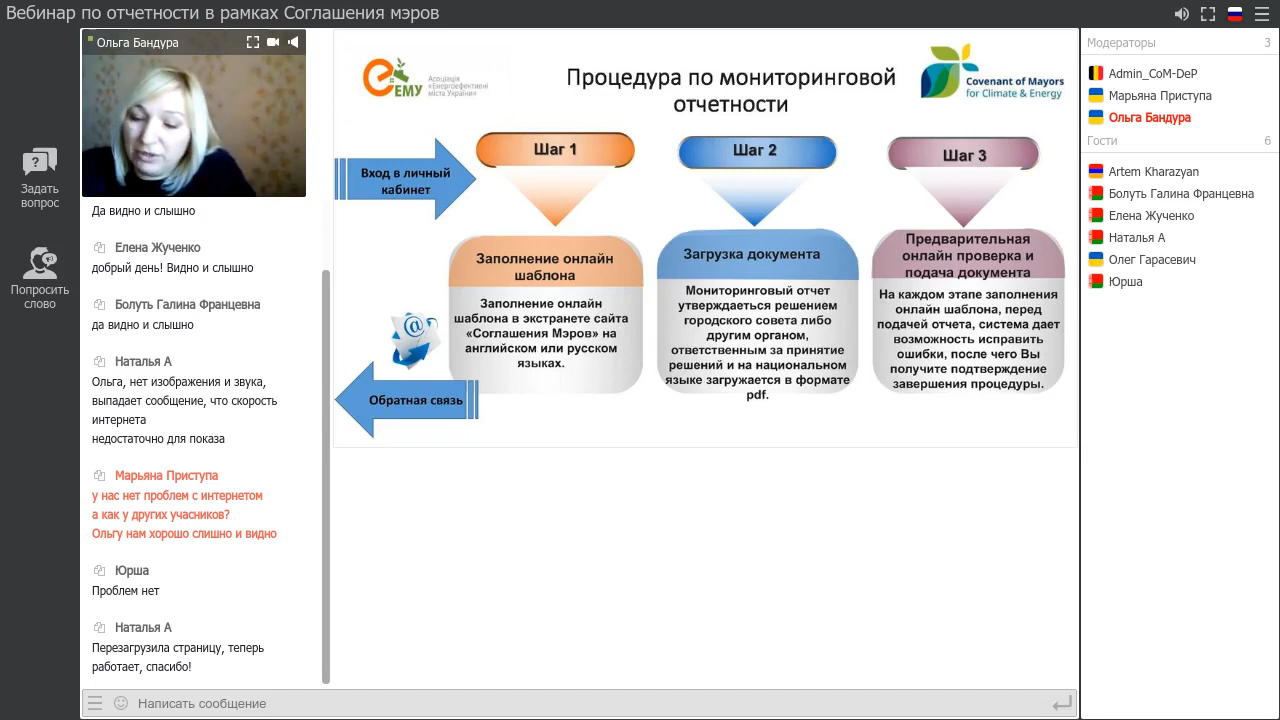 Вебинар по отчетности в рамках Соглашения мэров
Ольга Бандура
Задать
вопрос
Попросить
слово
Да видно и слышно
Елена Жученко
добрый день! Видно и слышно
Болуть Галина Францевна
да видно и слышно
Наталья А
Ольга, нет изображения и звука,
выпадает сообщение, что скорость
интернета
недостаточно для показа
Марьяна Приступа
у нас нет проблем с интернетом
а как у других учасников?
Ольгу нам хорошо слишно и видно
Юрша
Проблем нет
Наталья А
Перезагрузила страницу, теперь
работает, спасибо!
Написать сообщение
ЕЕМУ
Асоціація
«Енергоефективні
міста України»
Процедура по мониторинговой
отчетности
Covenant of Mayors
for Climate & Energy
Вход в личный
кабинет
Шаг 1
Заполнение онлайн
шаблона
Заполнение онлайн
шаблона в экстранете сайта
«Соглашения Мэров» на
английском или русском
языках.
Шаг 2
Загрузка документа
Мониторинговый отчет
утверждаеться решением
городского совета либо
другим органом,
ответственным за принятие
решений и на национальном
языке загружается в формате
pdf.
Шаг 3
Предварительная
онлайн проверка и
подача документа
На каждом этапе заполнения
онлайн шаблона, перед
подачей отчета, система дает
возможность исправить
ошибки, после чего Вы
получите подтверждение
завершения процедуры.
@
Обратная связь
Модераторы 3
Admin_CoM-DeP
Марьяна Приступа
Ольга Бандура
Гости 6
Artem Kharazyan
Болуть Галина Францевна
Елена Жученко
Наталья А
Олег Гарасевич
Юрша